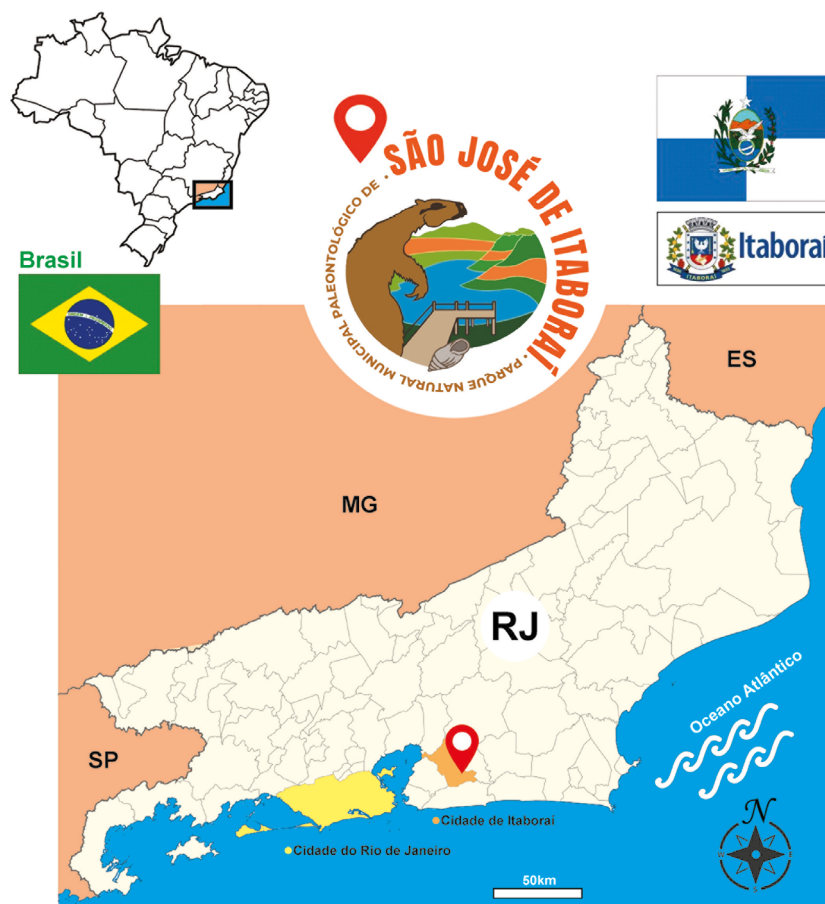 PARQUE NATURAL MUNICIPAL PALEONTOLÓGICO DE · SÃO JOSÉ DE ITABORAÍ ·
Itaboraí
ITABORAÍ
Brasil
ES
MG
RJ
Oceano Atlântico
SP
Cidade de Itaboraí
Cidade do Rio de Janeiro
N
50km